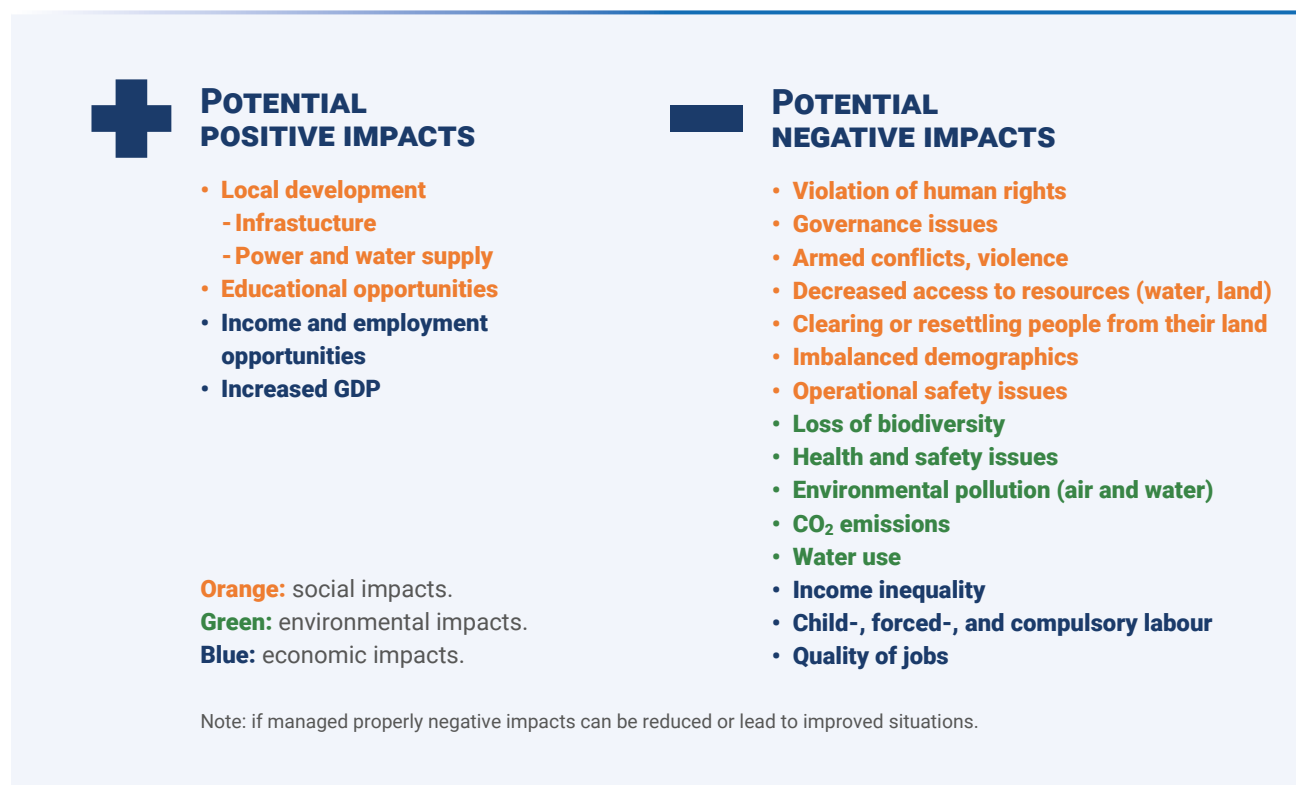 POTENTIAL
POSITIVE IMPACTS
• Local development
- Infrastucture
- Power and water supply
• Educational opportunities
• Income and employment
opportunities
• Increased GDP
Orange: social impacts.
Green: environmental impacts.
Blue: economic impacts.
POTENTIAL
NEGATIVE IMPACTS
• Violation of human rights
• Governance issues
• Armed conflicts, violence
• Decreased access to resources (water, land)
• Clearing or resettling people from their land
• Imbalanced demographics
• Operational safety issues
• Loss of biodiversity
• Health and safety issues
• Environmental pollution (air and water)
• CO₂ emissions
• Water use
• Income inequality
• Child-, forced-, and compulsory labour
• Quality of jobs
Note: if managed properly negative impacts can be reduced or lead to improved situations.